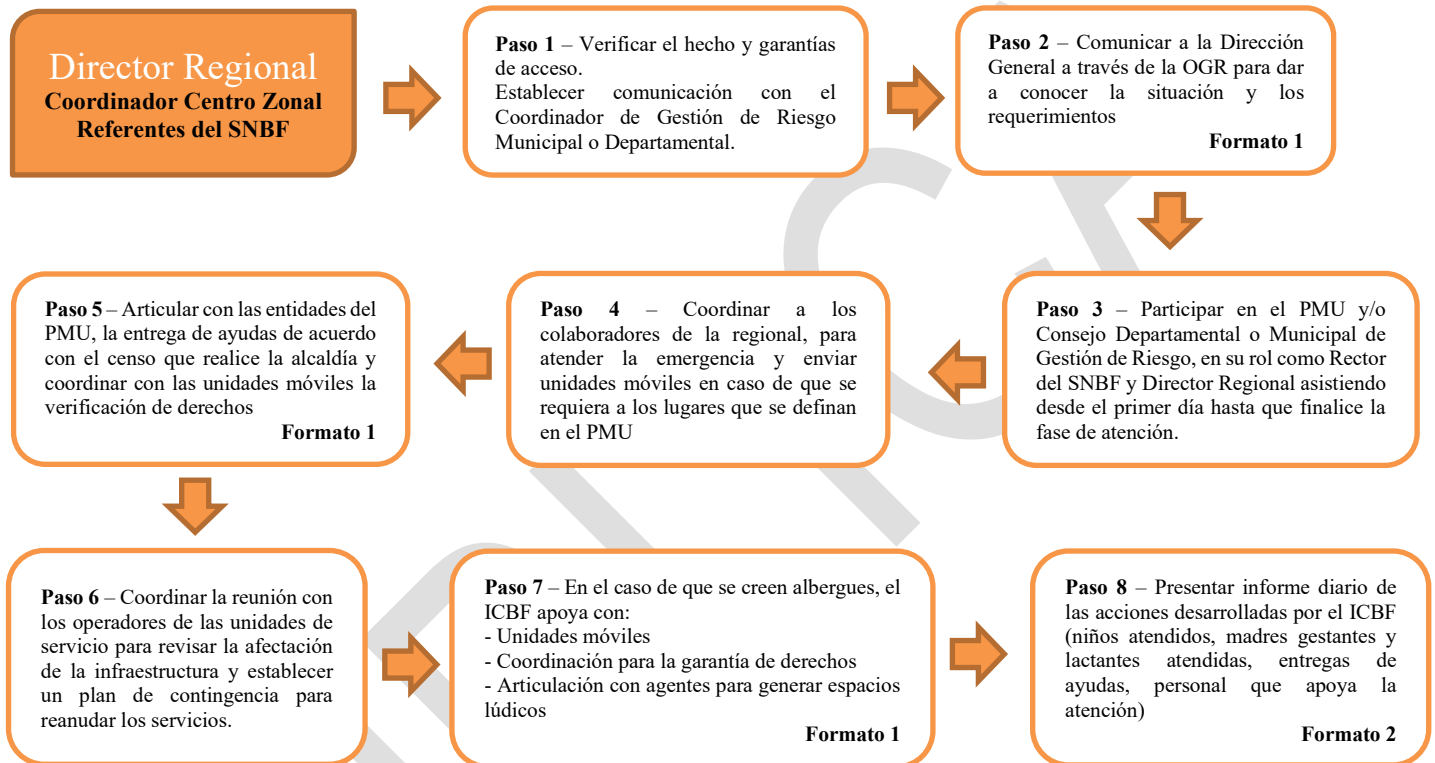 Director Regional
Coordinador Centro Zonal
Referentes del SNBF
Paso 1 – Verificar el hecho y garantías
de acceso.
Establecer comunicación con el
Coordinador de Gestión de Riesgo
Municipal o Departamental.
Paso 2 – Comunicar a la Dirección
General a través de la OGR para dar
a conocer la situación y los
requerimientos
Formato 1
Paso 3 – Participar en el PMU y/o
Consejo Departamental o Municipal de
Gestión de Riesgo, en su rol como Rector
del SNBF y Director Regional asistiendo
desde el primer día hasta que finalice la
fase de atención.
Paso 4 – Coordinar a los
colaboradores de la regional, para
atender la emergencia y enviar
unidades móviles en caso de que se
requiera a los lugares que se definan
en el PMU
Paso 5 – Articular con las entidades del
PMU, la entrega de ayudas de acuerdo
con el censo que realice la alcaldía y
coordinar con las unidades móviles la
verificación de derechos
Formato 1
Paso 6 – Coordinar la reunión con
los operadores de las unidades de
servicio para revisar la afectación
de la infraestructura y establecer
un plan de contingencia para
reanudar los servicios.
Paso 7 – En el caso de que se creen albergues, el
ICBF apoya con:
- Unidades móviles
- Coordinación para la garantía de derechos
- Articulación con agentes para generar espacios
lúdicos
Formato 1
Paso 8 – Presentar informe diario de
las acciones desarrolladas por el ICBF
(niños atendidos, madres gestantes y
lactantes atendidas, entregas de
ayudas, personal que apoya la
atención)
Formato 2